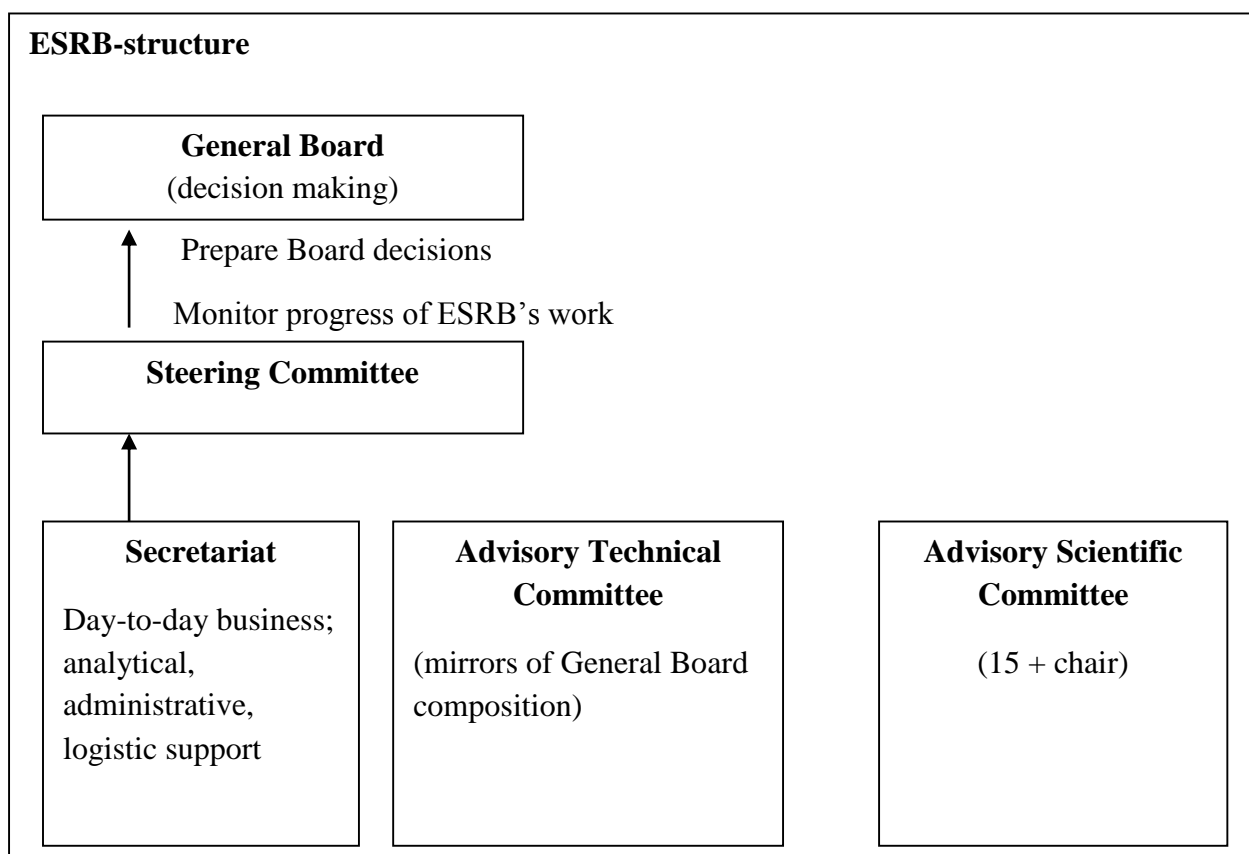 ESRB-structure
General Board
(decision making)
Prepare Board decisions
Monitor progress of ESRB’s work
Steering Committee
Secretariat
Day-to-day business;
analytical,
administrative,
logistic support
Advisory Technical
Committee
(mirrors of General Board
composition)
Advisory Scientific
Committee
(15 + chair)